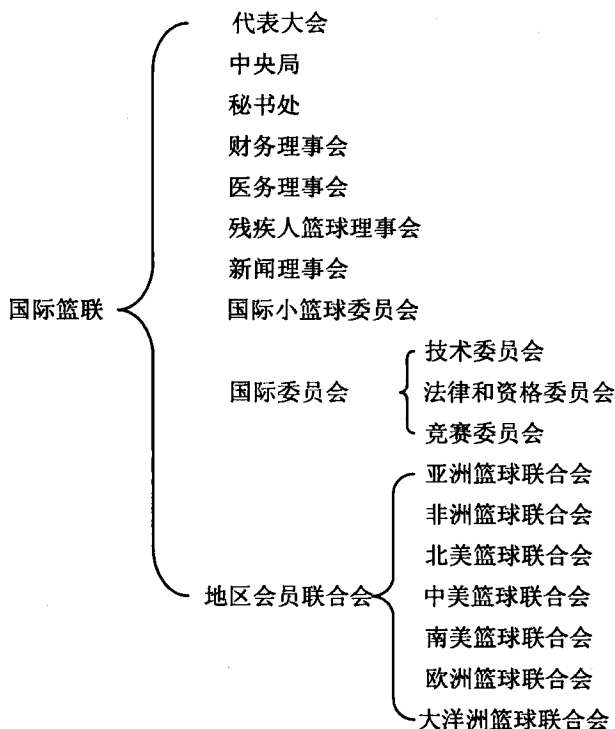 代表大会
中央局
秘书处
财务理事会
医务理事会
残疾人篮球理事会
新闻理事会
国际篮联
国际小篮球委员会
技术委员会
国际委员会
法律和资格委员会
竞赛委员会
亚洲篮球联合会
非洲篮球联合会
北美篮球联合会
地区会员联合会
中美篮球联合会
南美篮球联合会
欧洲篮球联合会
大洋洲篮球联合会